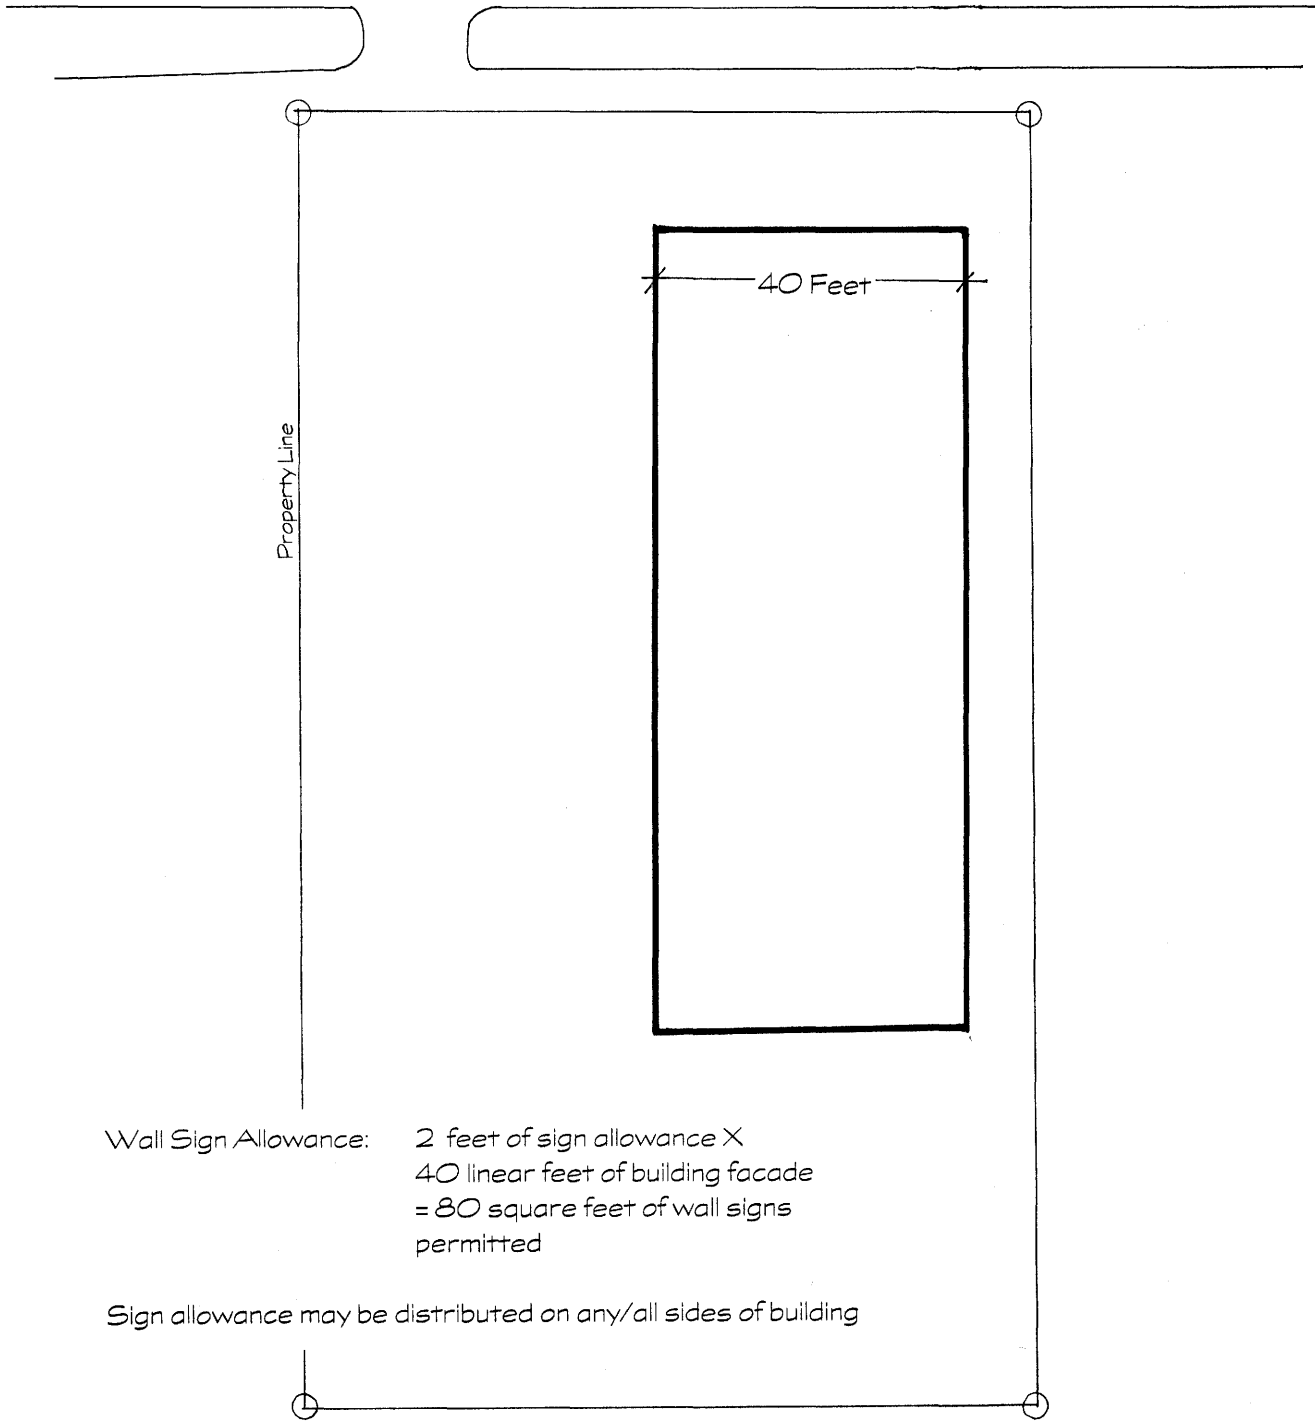 40 Feet
Property Line
Wall Sign Allowance: 2 feet of sign allowance X
40 linear feet of building facade
= 80 square feet of wall signs
permitted
Sign allowance may be distributed on any/all sides of building